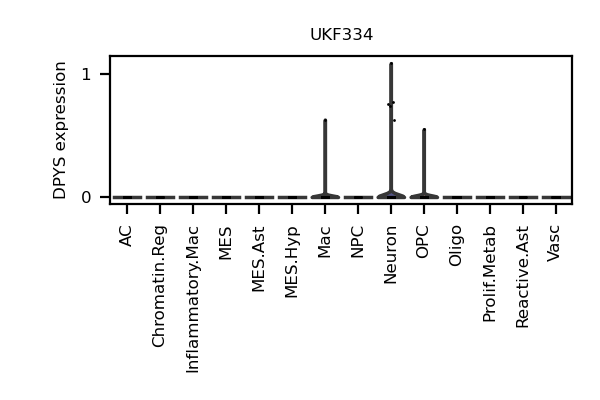 UKF334
DPYS expression
1
0
AC
Chromatin.Reg
Inflammatory.Mac
MES
MES.Ast
MES.Hyp
Mac
NPC
Neuron
OPC
Oligo
Prolif.Metab
Reactive.Ast
Vasc